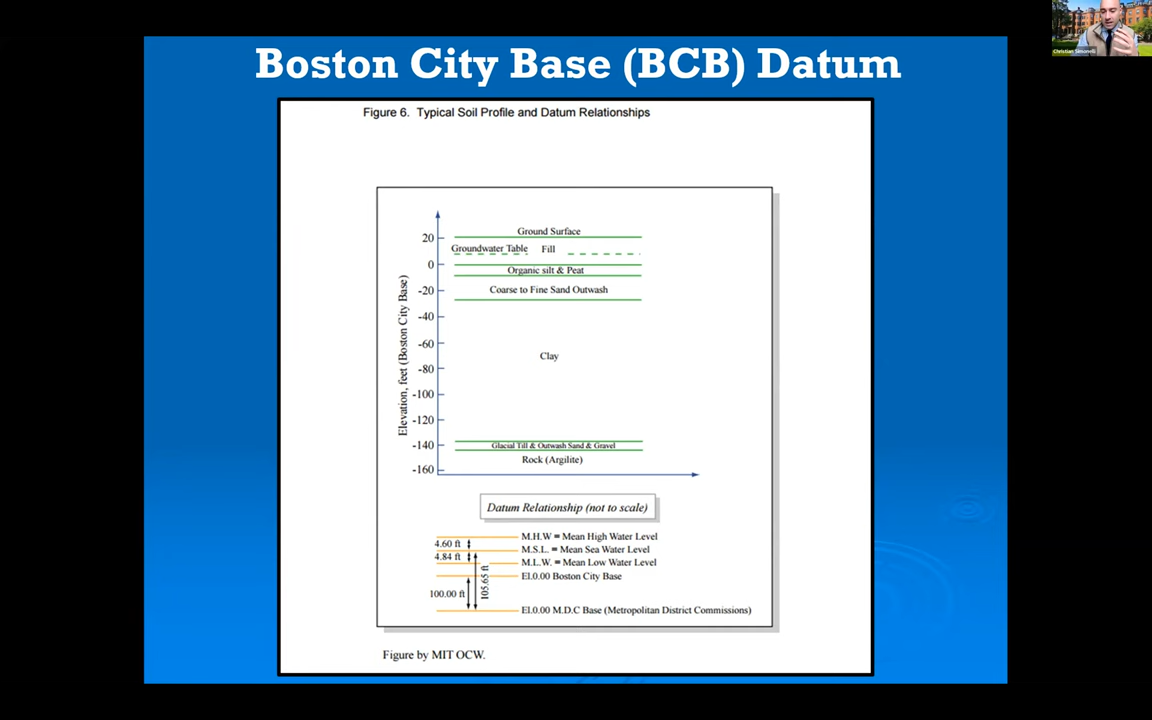 Christian Simonelli
Boston City Base (BCB) Datum
Figure 6. Typical Soil Profile and Datum Relationships
Elevation, feet (Boston City Base)
20
0
-20
-40
-60
-80
-100
-120
-140
-160
Ground Surface
Groundwater Table Fill
Organic silt & Peat
Coarse to Fine Sand Outwash
Clay
Glacial Till & Outwash Sand & Gravel
Rock (Argilite)
Datum Relationship (not to scale)
M.H.W = Mean High Water Level
4.60 ft
M.S.L. = Mean Sea Water Level
4.84 ft
M.L.W. = Mean Low Water Level
El.0.00 Boston City Base
100.00 ft
105.65 ft
El.0.00 M.D.C Base (Metropolitan District Commissions)
Figure by MIT OCW.